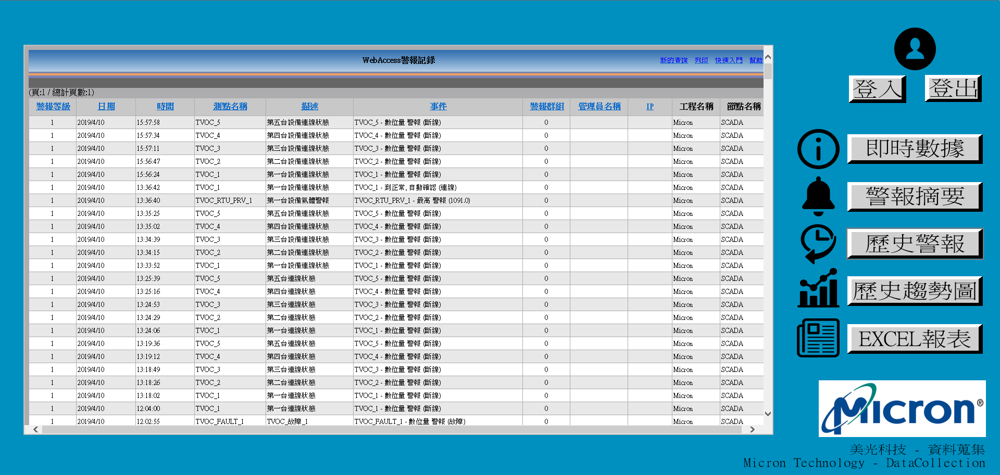 WebAccess警報記錄 新的查詢 列印 快速入門 幫助
(頁:1 / 總計頁數:1)
警報等級 日期 時間 測點名稱 描述 事件 警報群組 管理員名稱 IP 工程名稱 節點名稱
1 2019/4/10 15:57:58 TVOC_5 第五台設備連線狀態 TVOC_5 - 數位量 警報 (斷線) 0 Micron SCADA
1 2019/4/10 15:57:34 TVOC_4 第四台設備連線狀態 TVOC_4 - 數位量 警報 (斷線) 0 Micron SCADA
1 2019/4/10 15:57:11 TVOC_3 第三台設備連線狀態 TVOC_3 - 數位量 警報 (斷線) 0 Micron SCADA
1 2019/4/10 15:56:47 TVOC_2 第二台設備連線狀態 TVOC_2 - 數位量 警報 (斷線) 0 Micron SCADA
1 2019/4/10 15:56:24 TVOC_1 第一台設備連線狀態 TVOC_1 - 數位量 警報 (斷線) 0 Micron SCADA
1 2019/4/10 13:36:42 TVOC_1 第一台設備連線狀態 TVOC_1 - 到正常, 自動確認 (連線) 0 Micron SCADA
1 2019/4/10 13:36:40 TVOC_RTU_PRV_1 第一台設備氣體警報 TVOC_RTU_PRV_1 - 最高 警報 (1091.0) 0 Micron SCADA
1 2019/4/10 13:35:25 TVOC_5 第五台設備連線狀態 TVOC_5 - 數位量 警報 (斷線) 0 Micron SCADA
1 2019/4/10 13:35:02 TVOC_4 第四台設備連線狀態 TVOC_4 - 數位量 警報 (斷線) 0 Micron SCADA
1 2019/4/10 13:34:39 TVOC_3 第三台設備連線狀態 TVOC_3 - 數位量 警報 (斷線) 0 Micron SCADA
1 2019/4/10 13:34:15 TVOC_2 第二台設備連線狀態 TVOC_2 - 數位量 警報 (斷線) 0 Micron SCADA
1 2019/4/10 13:33:52 TVOC_1 第一台設備連線狀態 TVOC_1 - 數位量 警報 (斷線) 0 Micron SCADA
1 2019/4/10 13:25:39 TVOC_5 第五台連線狀態 TVOC_5 - 數位量 警報 (斷線) 0 Micron SCADA
1 2019/4/10 13:25:16 TVOC_4 第四台連線狀態 TVOC_4 - 數位量 警報 (斷線) 0 Micron SCADA
1 2019/4/10 13:24:53 TVOC_3 第三台連線狀態 TVOC_3 - 數位量 警報 (斷線) 0 Micron SCADA
1 2019/4/10 13:24:29 TVOC_2 第二台連線狀態 TVOC_2 - 數位量 警報 (斷線) 0 Micron SCADA
1 2019/4/10 13:24:06 TVOC_1 第一台連線狀態 TVOC_1 - 數位量 警報 (斷線) 0 Micron SCADA
1 2019/4/10 13:19:36 TVOC_5 第五台連線狀態 TVOC_5 - 數位量 警報 (斷線) 0 Micron SCADA
1 2019/4/10 13:19:12 TVOC_4 第四台連線狀態 TVOC_4 - 數位量 警報 (斷線) 0 Micron SCADA
1 2019/4/10 13:18:49 TVOC_3 第三台連線狀態 TVOC_3 - 數位量 警報 (斷線) 0 Micron SCADA
1 2019/4/10 13:18:26 TVOC_2 第二台連線狀態 TVOC_2 - 數位量 警報 (斷線) 0 Micron SCADA
1 2019/4/10 13:18:02 TVOC_1 第一台連線狀態 TVOC_1 - 數位量 警報 (斷線) 0 Micron SCADA
1 2019/4/10 12:04:00 TVOC_1 第一台連線狀態 TVOC_1 - 數位量 警報 (斷線) 0 Micron SCADA
1 2019/4/10 12:02:55 TVOC_FAULT_1 TVOC_故障_1 TVOC_FAULT_1 - 數位量 警報 (故障) 0 Micron SCADA
登入 登出
即時數據
警報摘要
歷史警報
歷史趨勢圖
EXCEL報表
Micron®
美光科技 - 資料蒐集
Micron Technology - DataCollection